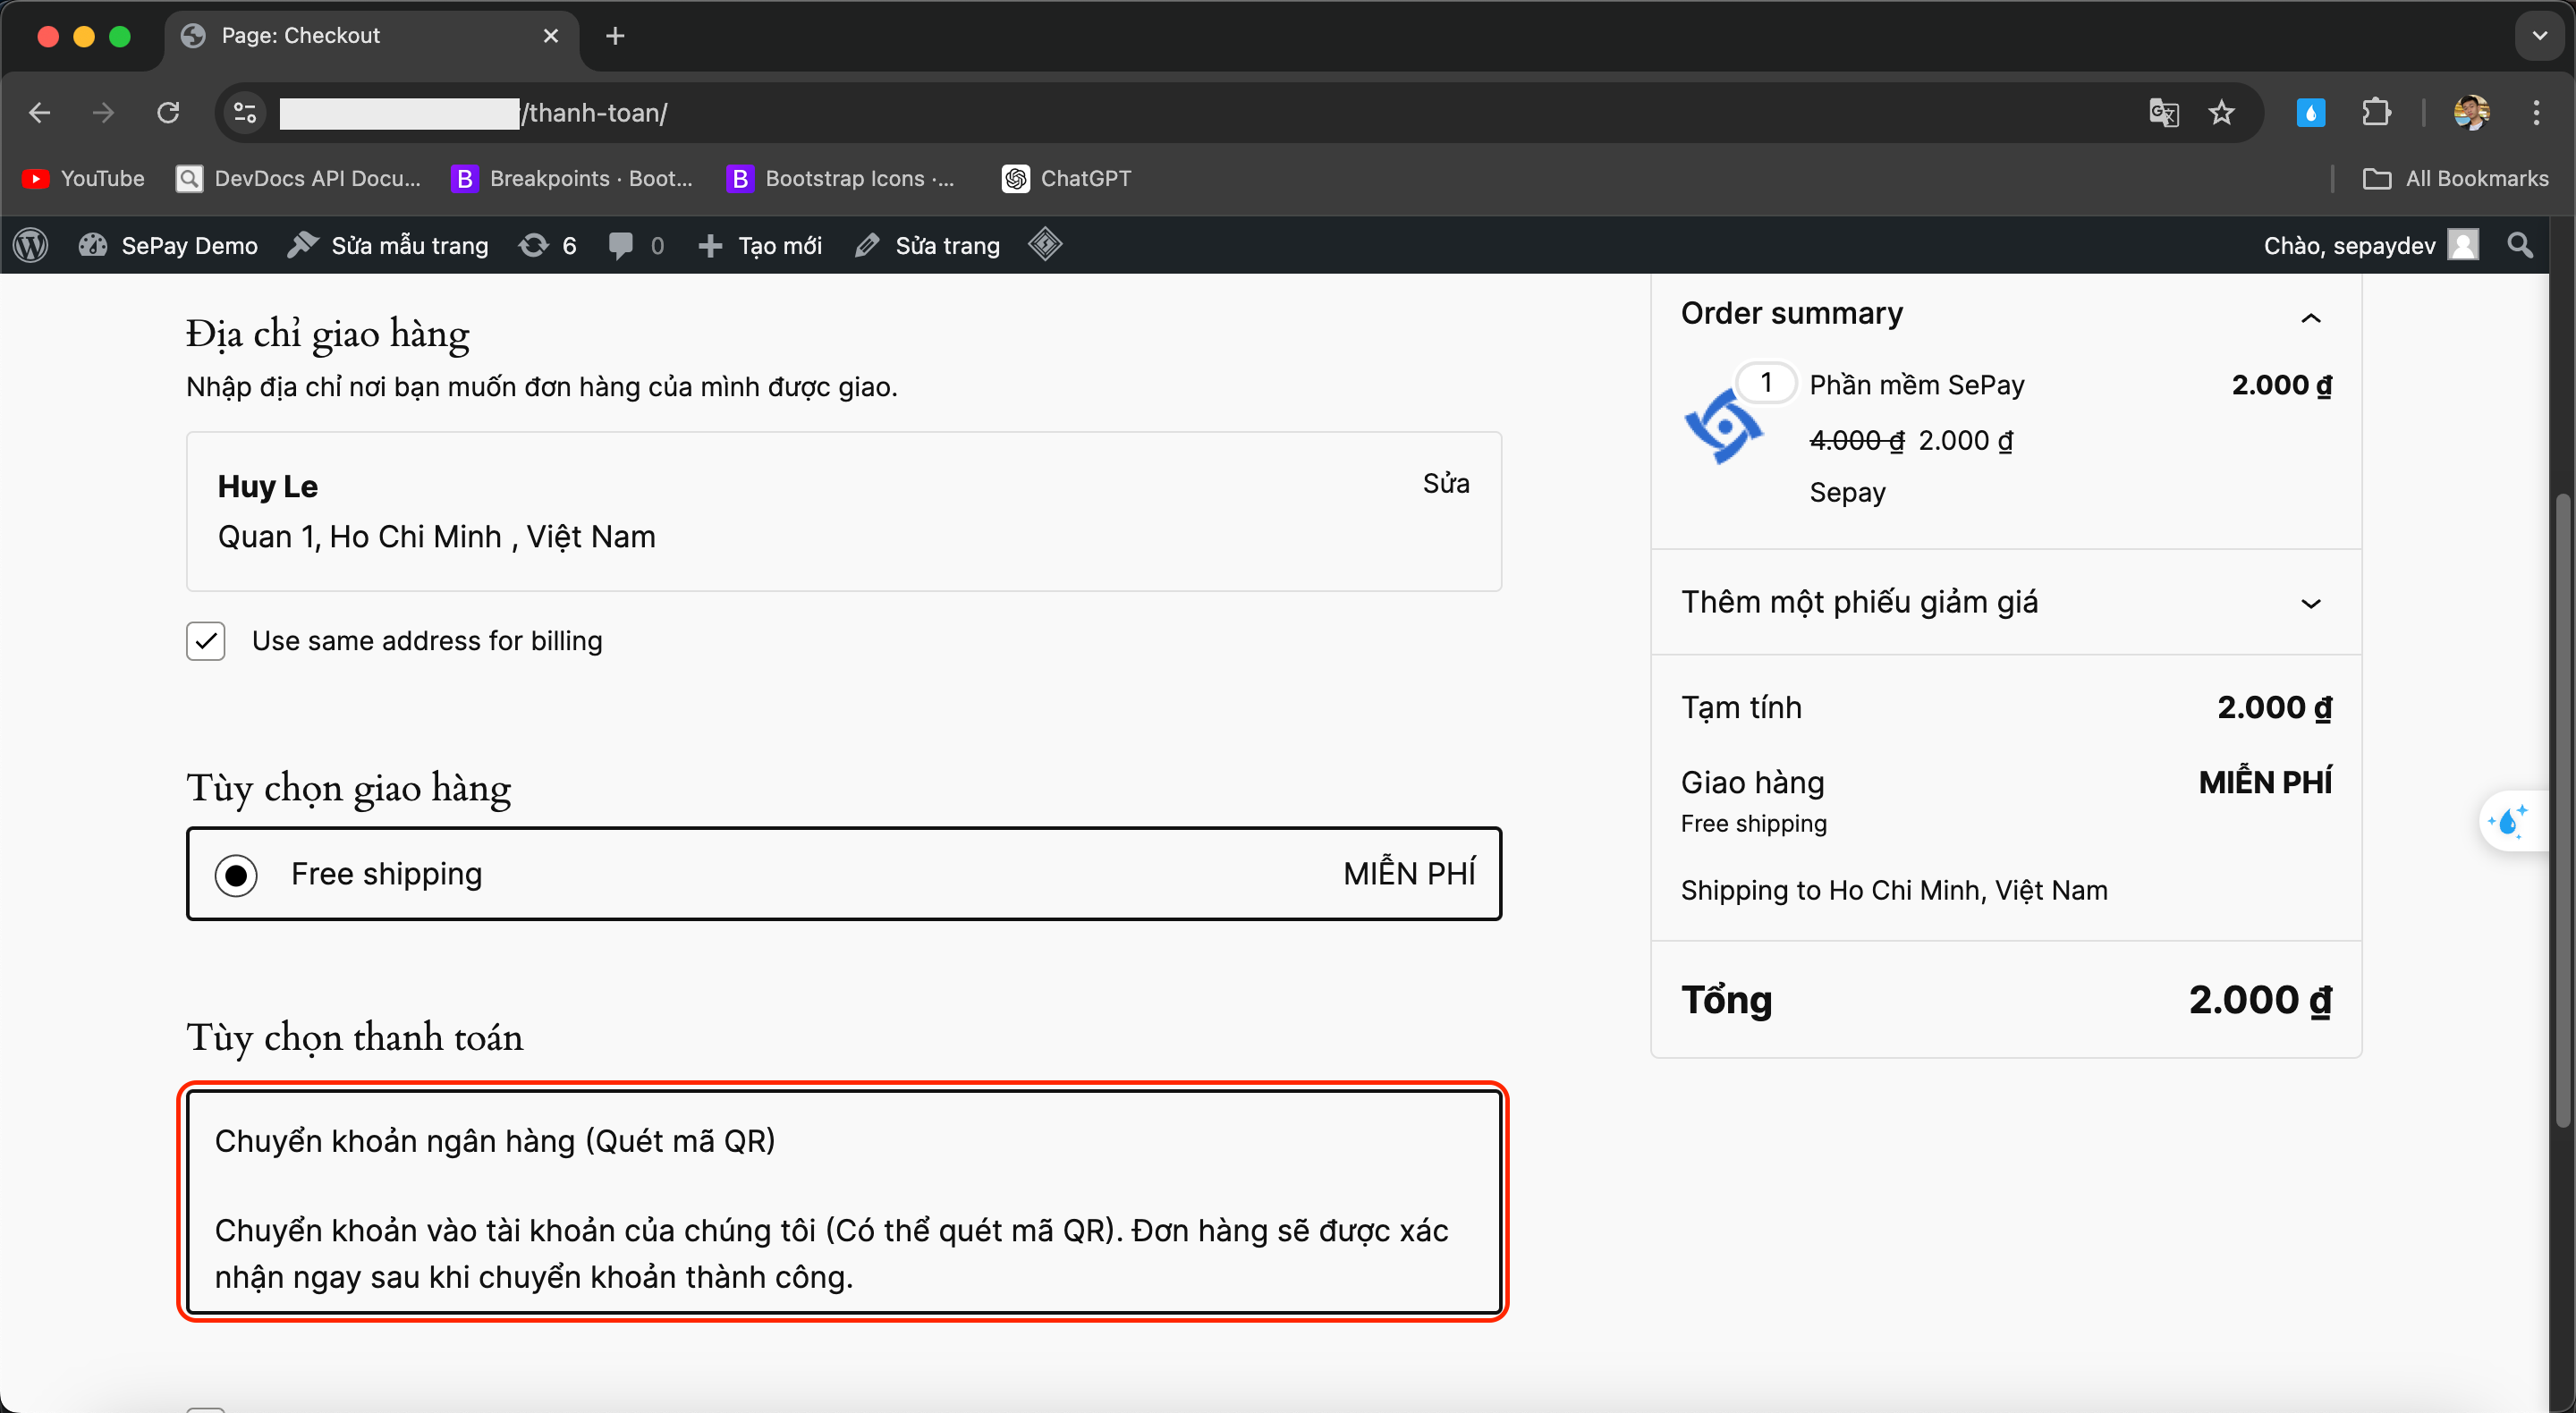 Page: Checkout
/thanh-toan/
YouTube
DevDocs API Docu...
B
Breakpoints · Boot...
B
Bootstrap Icons ·...
ChatGPT
All Bookmarks
SePay Demo
Sửa mẫu trang
6
0
Tạo mới
Sửa trang
Chào, sepaydev
Địa chỉ giao hàng
Nhập địa chỉ nơi bạn muốn đơn hàng của mình được giao.
Huy Le
Sửa
Quan 1, Ho Chi Minh , Việt Nam
Use same address for billing
Tùy chọn giao hàng
Free shipping
MIỄN PHÍ
Tùy chọn thanh toán
Chuyển khoản ngân hàng (Quét mã QR)
Chuyển khoản vào tài khoản của chúng tôi (Có thể quét mã QR). Đơn hàng sẽ được xác
nhận ngay sau khi chuyển khoản thành công.
Order summary
1
Phần mềm SePay
2.000 ₫
4.000 ₫ 2.000 ₫
Sepay
Thêm một phiếu giảm giá
Tạm tính
2.000 ₫
Giao hàng
MIỄN PHÍ
Free shipping
Shipping to Ho Chi Minh, Việt Nam
Tổng
2.000 ₫